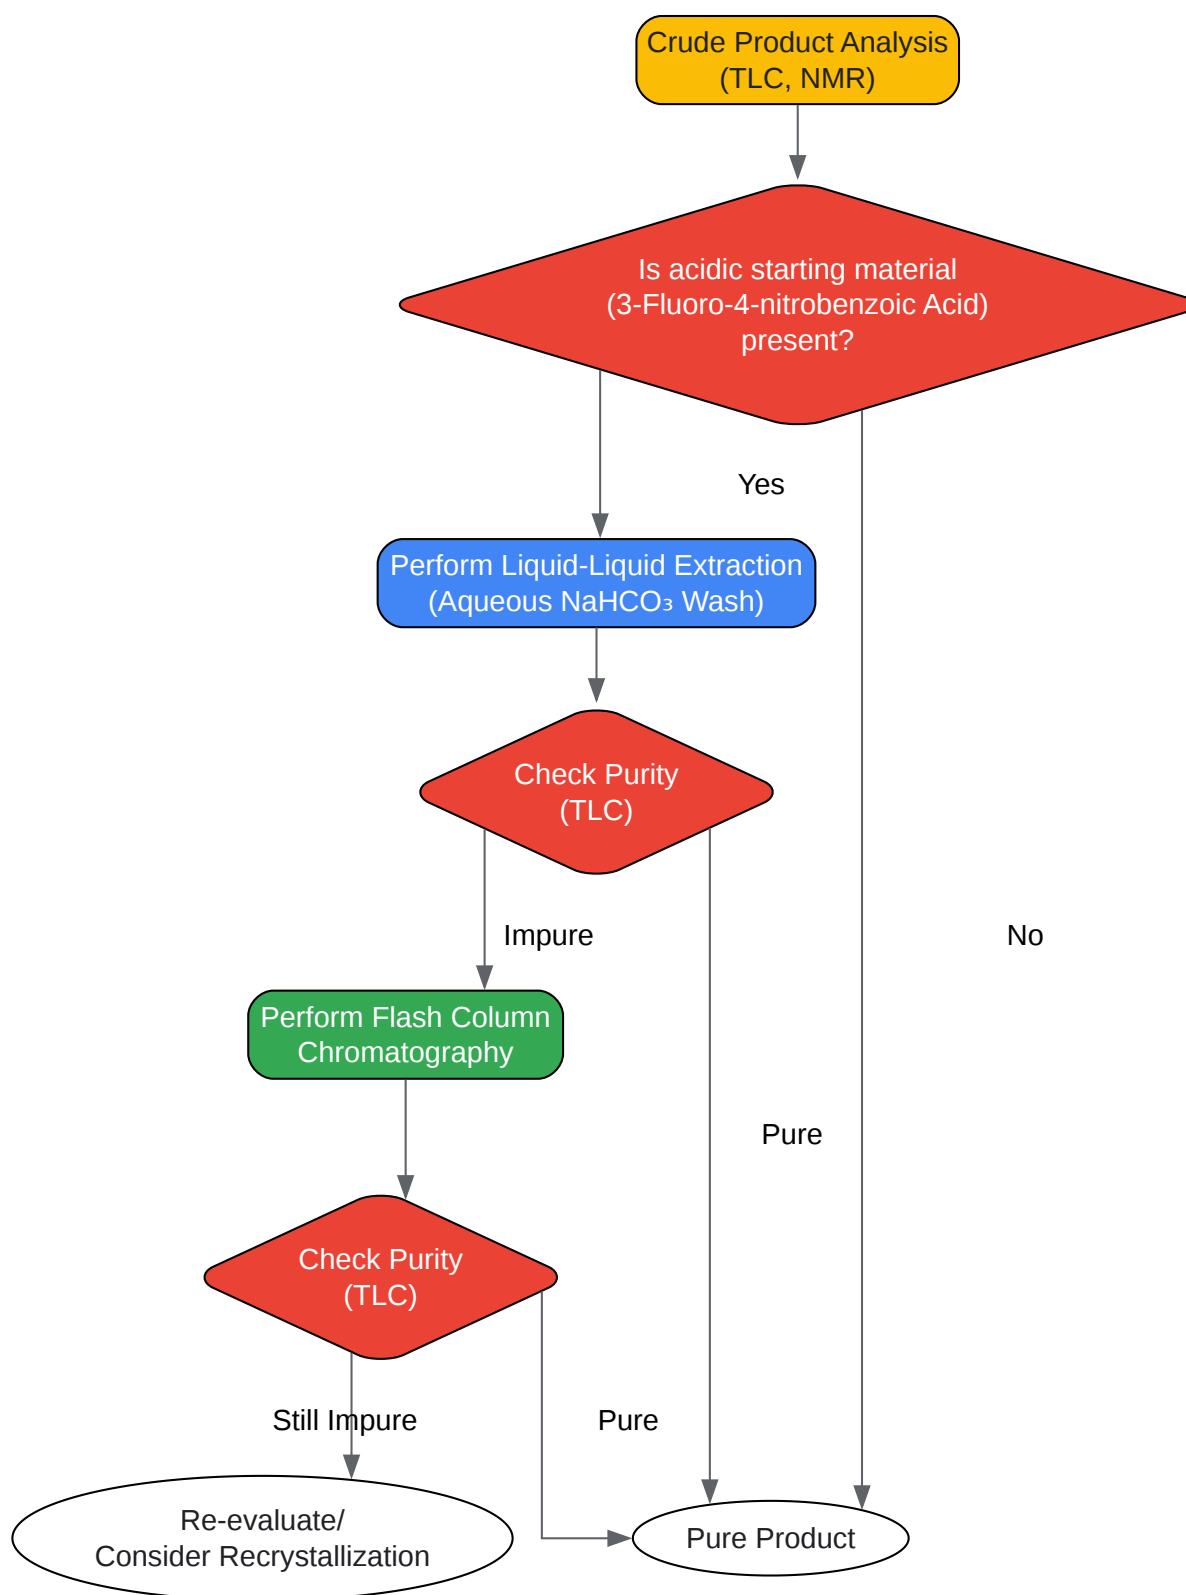 Crude Product Analysis
(TLC, NMR)
Is acidic starting material
(3-Fluoro-4-nitrobenzoic Acid)
present?
Yes
Perform Liquid-Liquid Extraction
(Aqueous NaHCO₃ Wash)
Check Purity
(TLC)
Impure
No
Perform Flash Column
Chromatography
Pure
Check Purity
(TLC)
Still Impure
Pure
Re-evaluate/
Consider Recrystallization
Pure Product